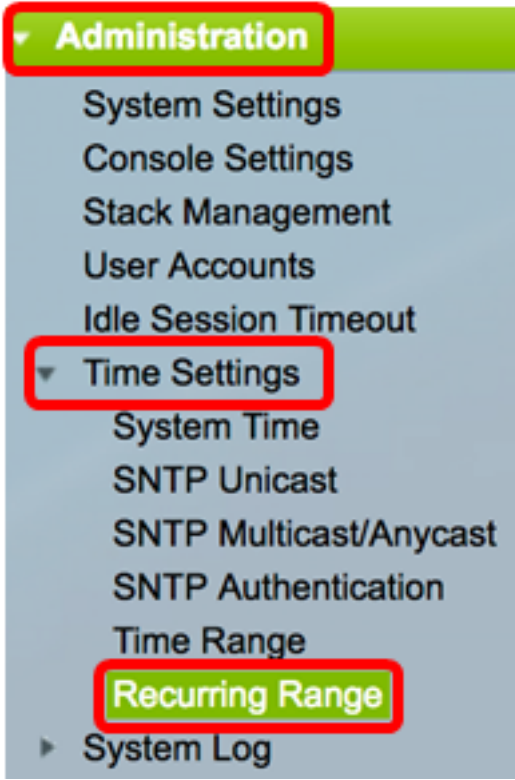 Administration
System Settings
Console Settings
Stack Management
User Accounts
Idle Session Timeout
Time Settings
System Time
SNTP Unicast
SNTP Multicast/Anycast
SNTP Authentication
Time Range
Recurring Range
System Log